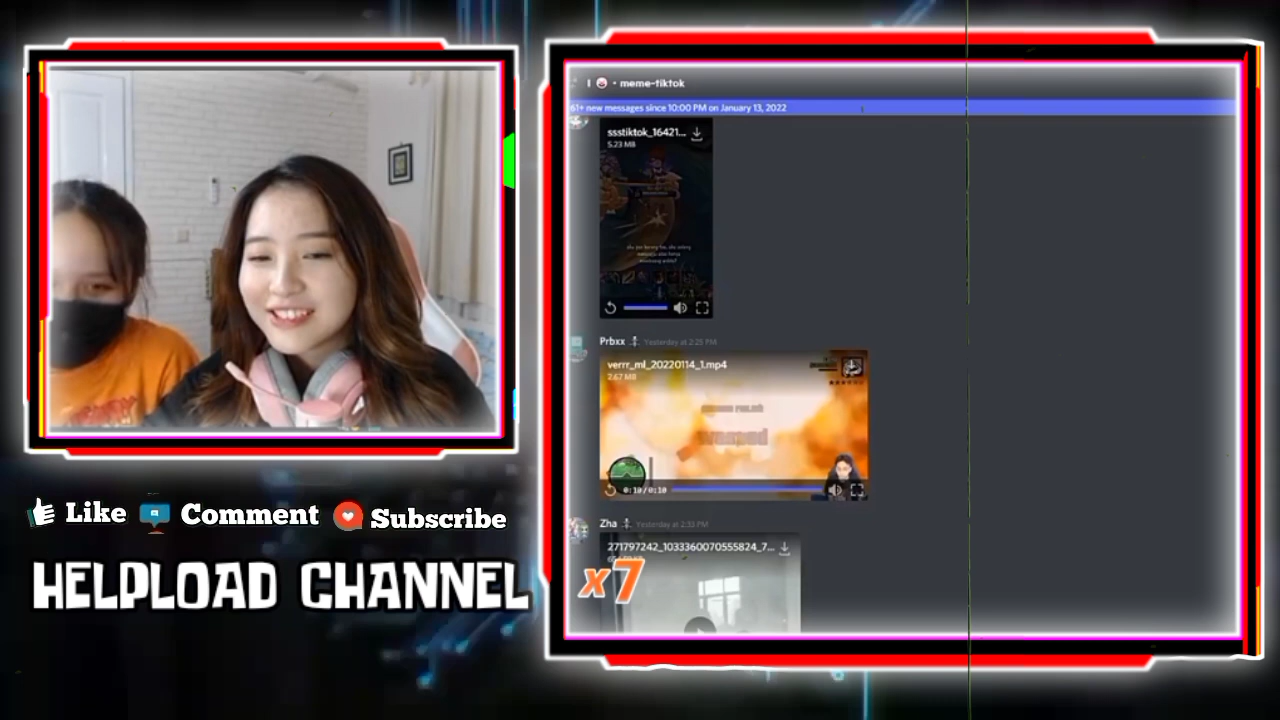 meme-tiktok
61+ new messages since 10:00 PM on January 13, 2022
ssstiktok_16421...
5.23 MB
Prbxx
Yesterday at 2:25 PM
verrr_ml_20220114_1.mp4
2.67 MB
0:10/0:10
Zha
Yesterday at 2:33 PM
271797242_1033360070555824_7...
x7
Like
Comment
Subscribe
HELPLOAD CHANNEL